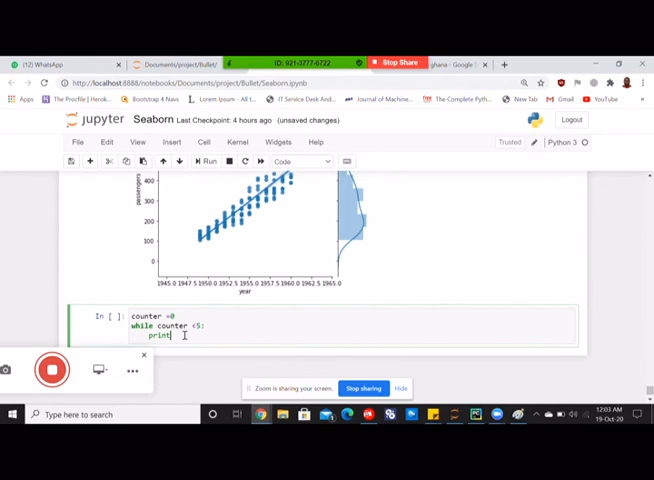 (12) WhatsApp
Documents/project/Bullet/
ID: 021-3777-6722
Stop Share
ghana - Google S
http://localhost:8888/notebooks/Documents/project/Bullet/Seaborn.ipynb
Apps
The Procfile | Herok...
Bootstrap 4 Navs
Lorem Ipsum - All t...
IT Service Desk And...
Journal of Machine...
The Complete Pyth...
New Tab
Gmail
YouTube
jupyter Seaborn Last Checkpoint: 4 hours ago (unsaved changes)
Logout
File Edit View Insert Cell Kernel Widgets Help
Trusted
Python 3
Run
Code
passengers
400
300
200
100
0
1945.0 1947.5 1950.0 1952.5 1955.0 1957.5 1960.0 1962.5 1965.0
year
In [ ]: counter =0
while counter <5:
print
Zoom is sharing your screen. Stop sharing Hide
Type here to search
12:03 AM
19-Oct-20